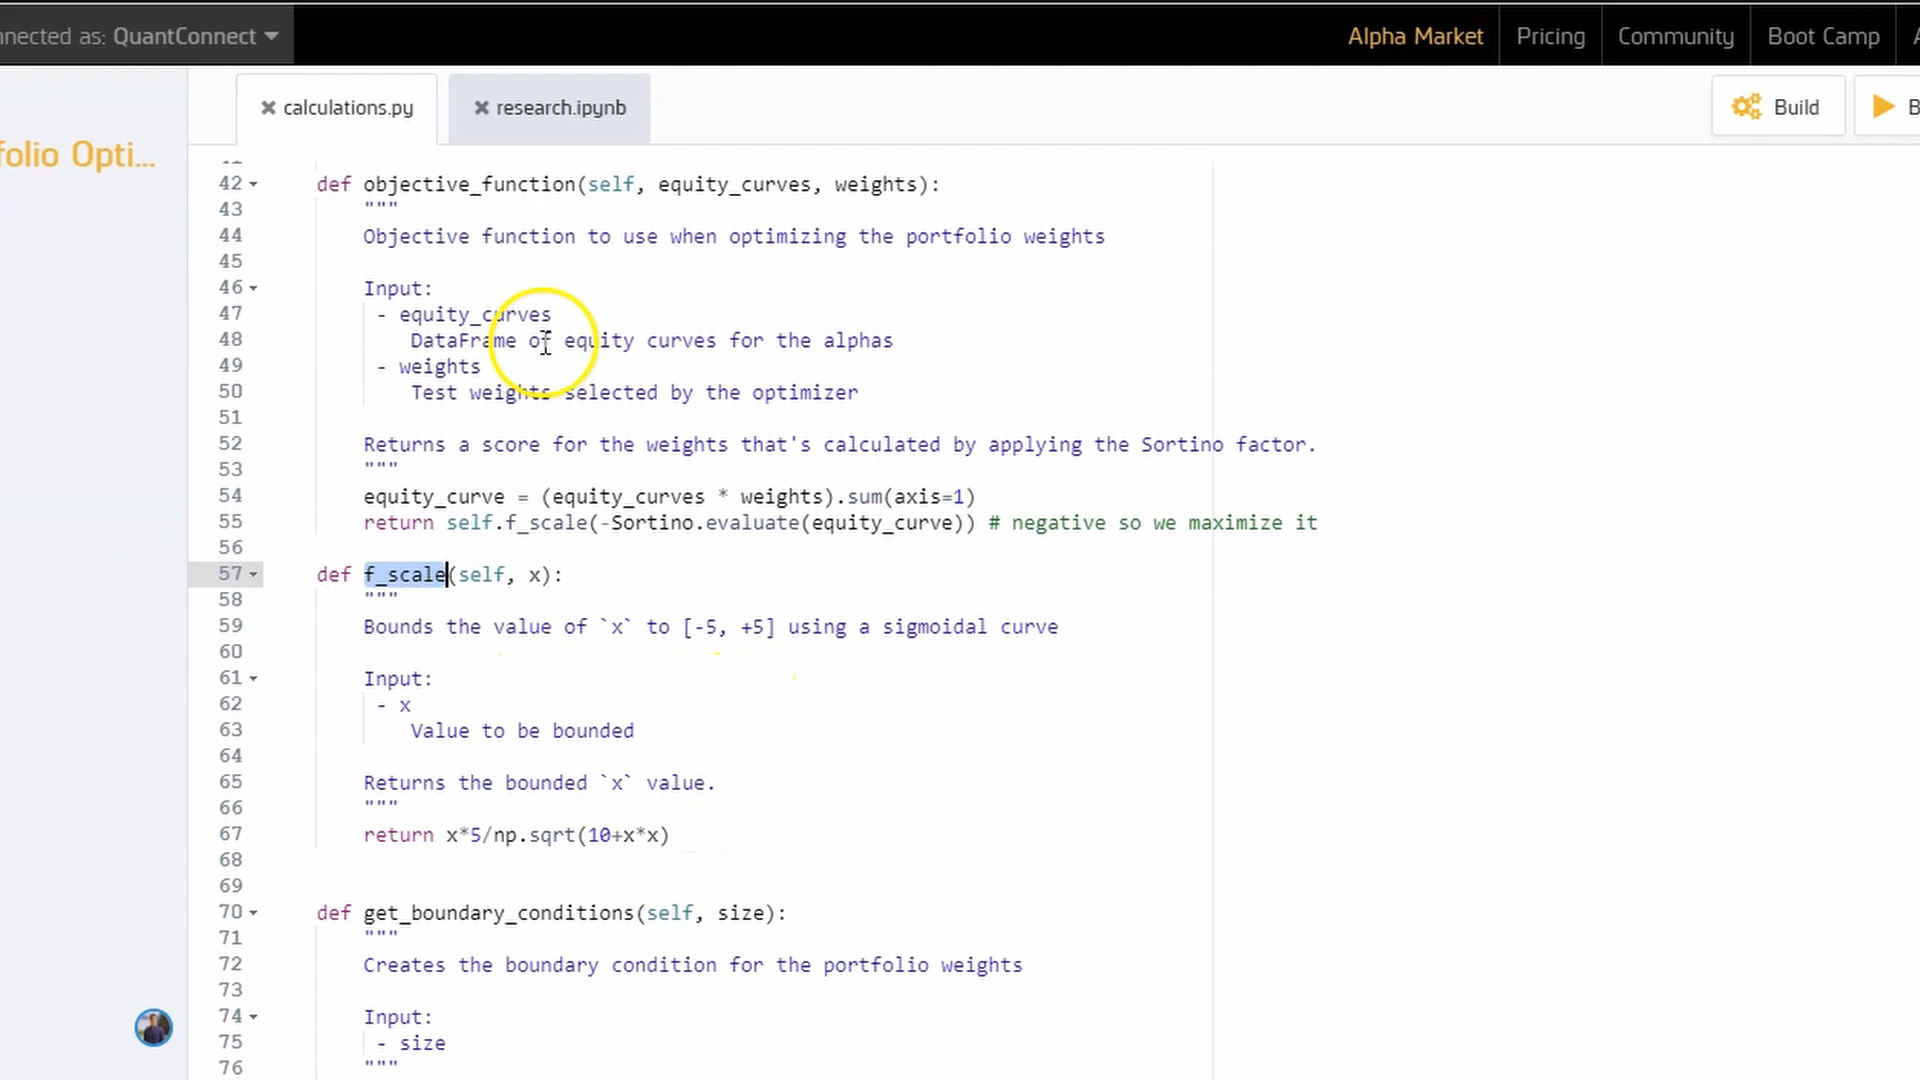 nnected as: QuantConnect
Alpha Market
Pricing
Community
Boot Camp
calculations.py
research.ipynb
Build
B
folio Opti...
42 def objective_function(self, equity_curves, weights):
43 """
44 Objective function to use when optimizing the portfolio weights
45
46 Input:
47 - equity_curves
48 DataFrame of equity curves for the alphas
49 - weights
50 Test weights selected by the optimizer
51
52 Returns a score for the weights that's calculated by applying the Sortino factor.
53 """
54 equity_curve = (equity_curves * weights).sum(axis=1)
55 return self.f_scale(-Sortino.evaluate(equity_curve)) # negative so we maximize it
56
57 def f_scale(self, x):
58 """
59 Bounds the value of `x` to [-5, +5] using a sigmoidal curve
60
61 Input:
62 - x
63 Value to be bounded
64
65 Returns the bounded `x` value.
66 """
67 return x*5/np.sqrt(10+x*x)
68
69
70 def get_boundary_conditions(self, size):
71 """
72 Creates the boundary condition for the portfolio weights
73
74 Input:
75 - size
76 """